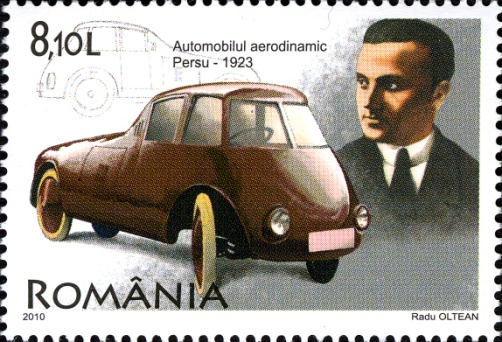 8,10L
Automobilul aerodinamic
Persu - 1923
ROMÂNIA
2010
Radu OLTEAN